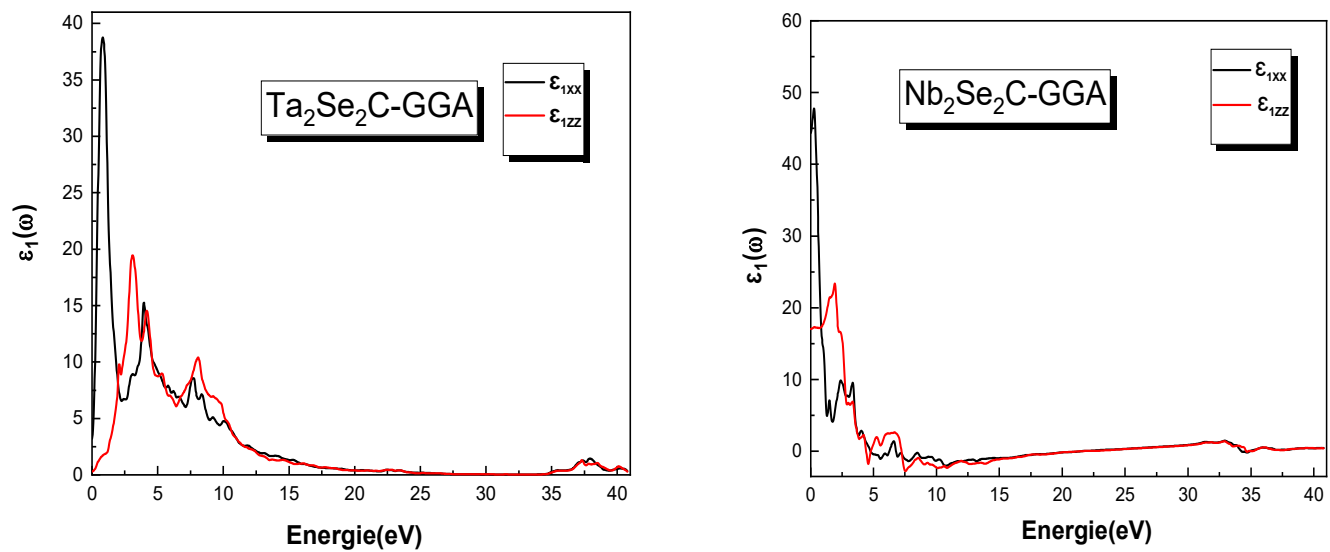 Ta₂Se₂C-GGA
ε₁XX
ε₁ZZ
ε₁(ω)
40
35
30
25
20
15
10
5
0
0 5 10 15 20 25 30 35 40
Energie(eV)
Nb₂Se₂C-GGA
ε₁XX
ε₁ZZ
ε₁(ω)
60
50
40
30
20
10
0
0 5 10 15 20 25 30 35 40
Energie(eV)